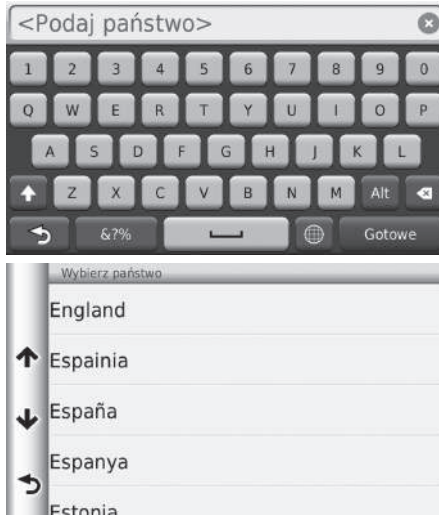 <Podaj państwo>
1 2 3 4 5 6 7 8 9 0
Q W E R T Y U I O P
A S D F G H J K L
Z X C V B N M Alt
&?% Gotowe
Wybierz państwo
England
Espainia
España
Espanya
Estonia